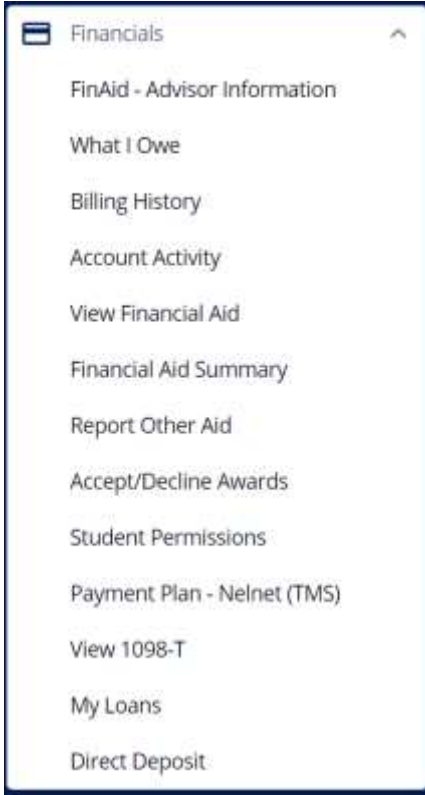 Financials
FinAid - Advisor Information
What I Owe
Billing History
Account Activity
View Financial Aid
Financial Aid Summary
Report Other Aid
Accept/Decline Awards
Student Permissions
Payment Plan - Nelnet (TMS)
View 1098-T
My Loans
Direct Deposit